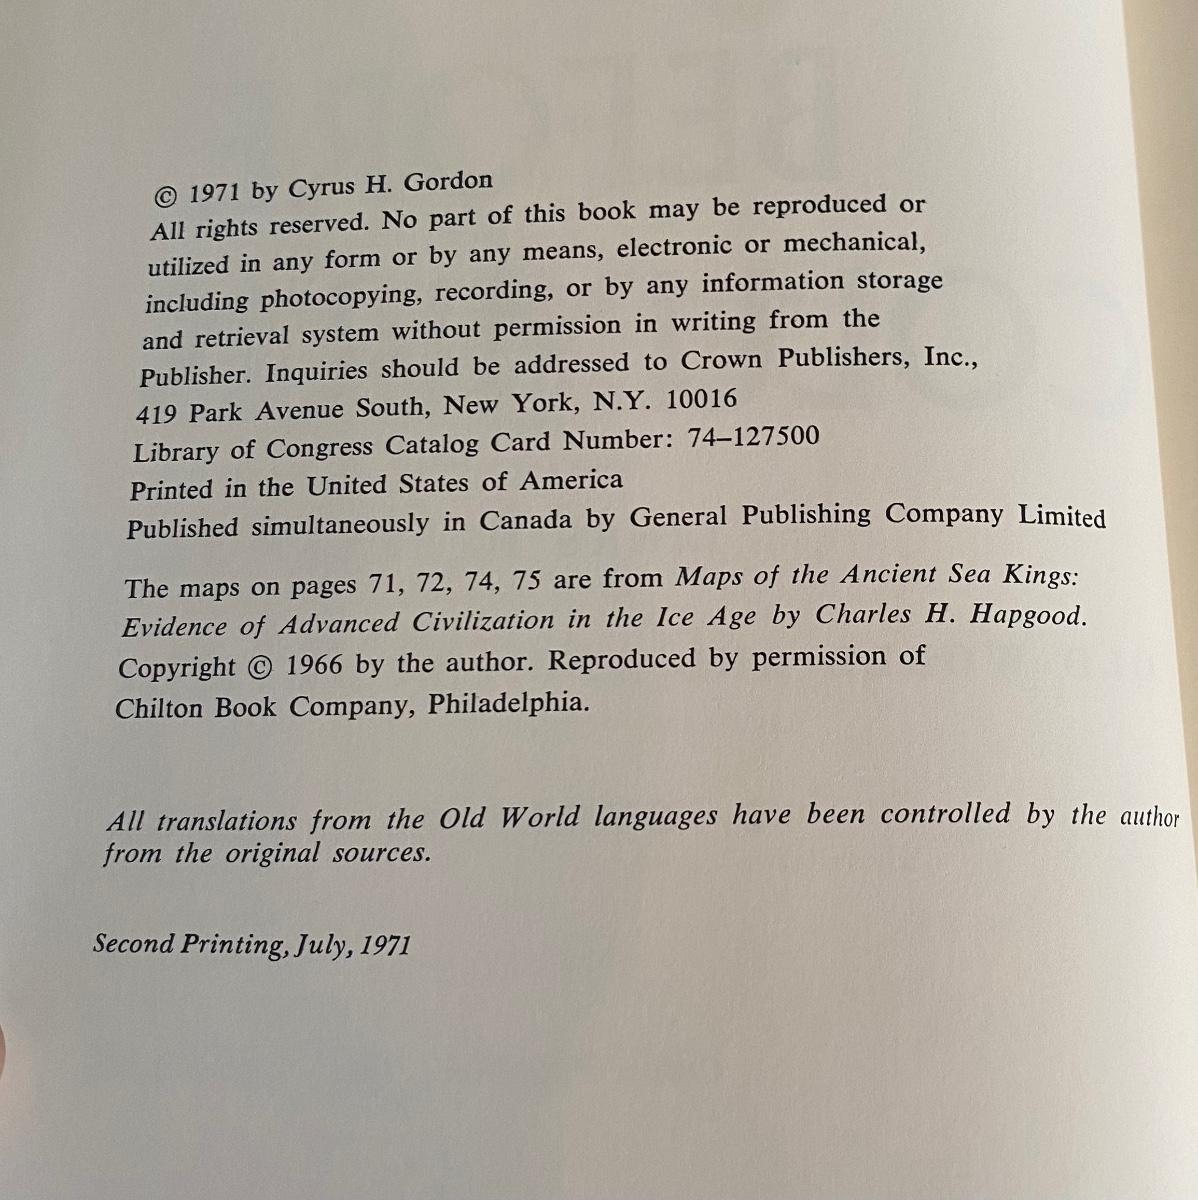 © 1971 by Cyrus H. Gordon
All rights reserved. No part of this book may be reproduced or
utilized in any form or by any means, electronic or mechanical,
including photocopying, recording, or by any information storage
and retrieval system without permission in writing from the
Publisher. Inquiries should be addressed to Crown Publishers, Inc.,
419 Park Avenue South, New York, N.Y. 10016
Library of Congress Catalog Card Number: 74–127500
Printed in the United States of America
Published simultaneously in Canada by General Publishing Company Limited
The maps on pages 71, 72, 74, 75 are from Maps of the Ancient Sea Kings:
Evidence of Advanced Civilization in the Ice Age by Charles H. Hapgood.
Copyright © 1966 by the author. Reproduced by permission of
Chilton Book Company, Philadelphia.
All translations from the Old World languages have been controlled by the author
from the original sources.
Second Printing, July, 1971